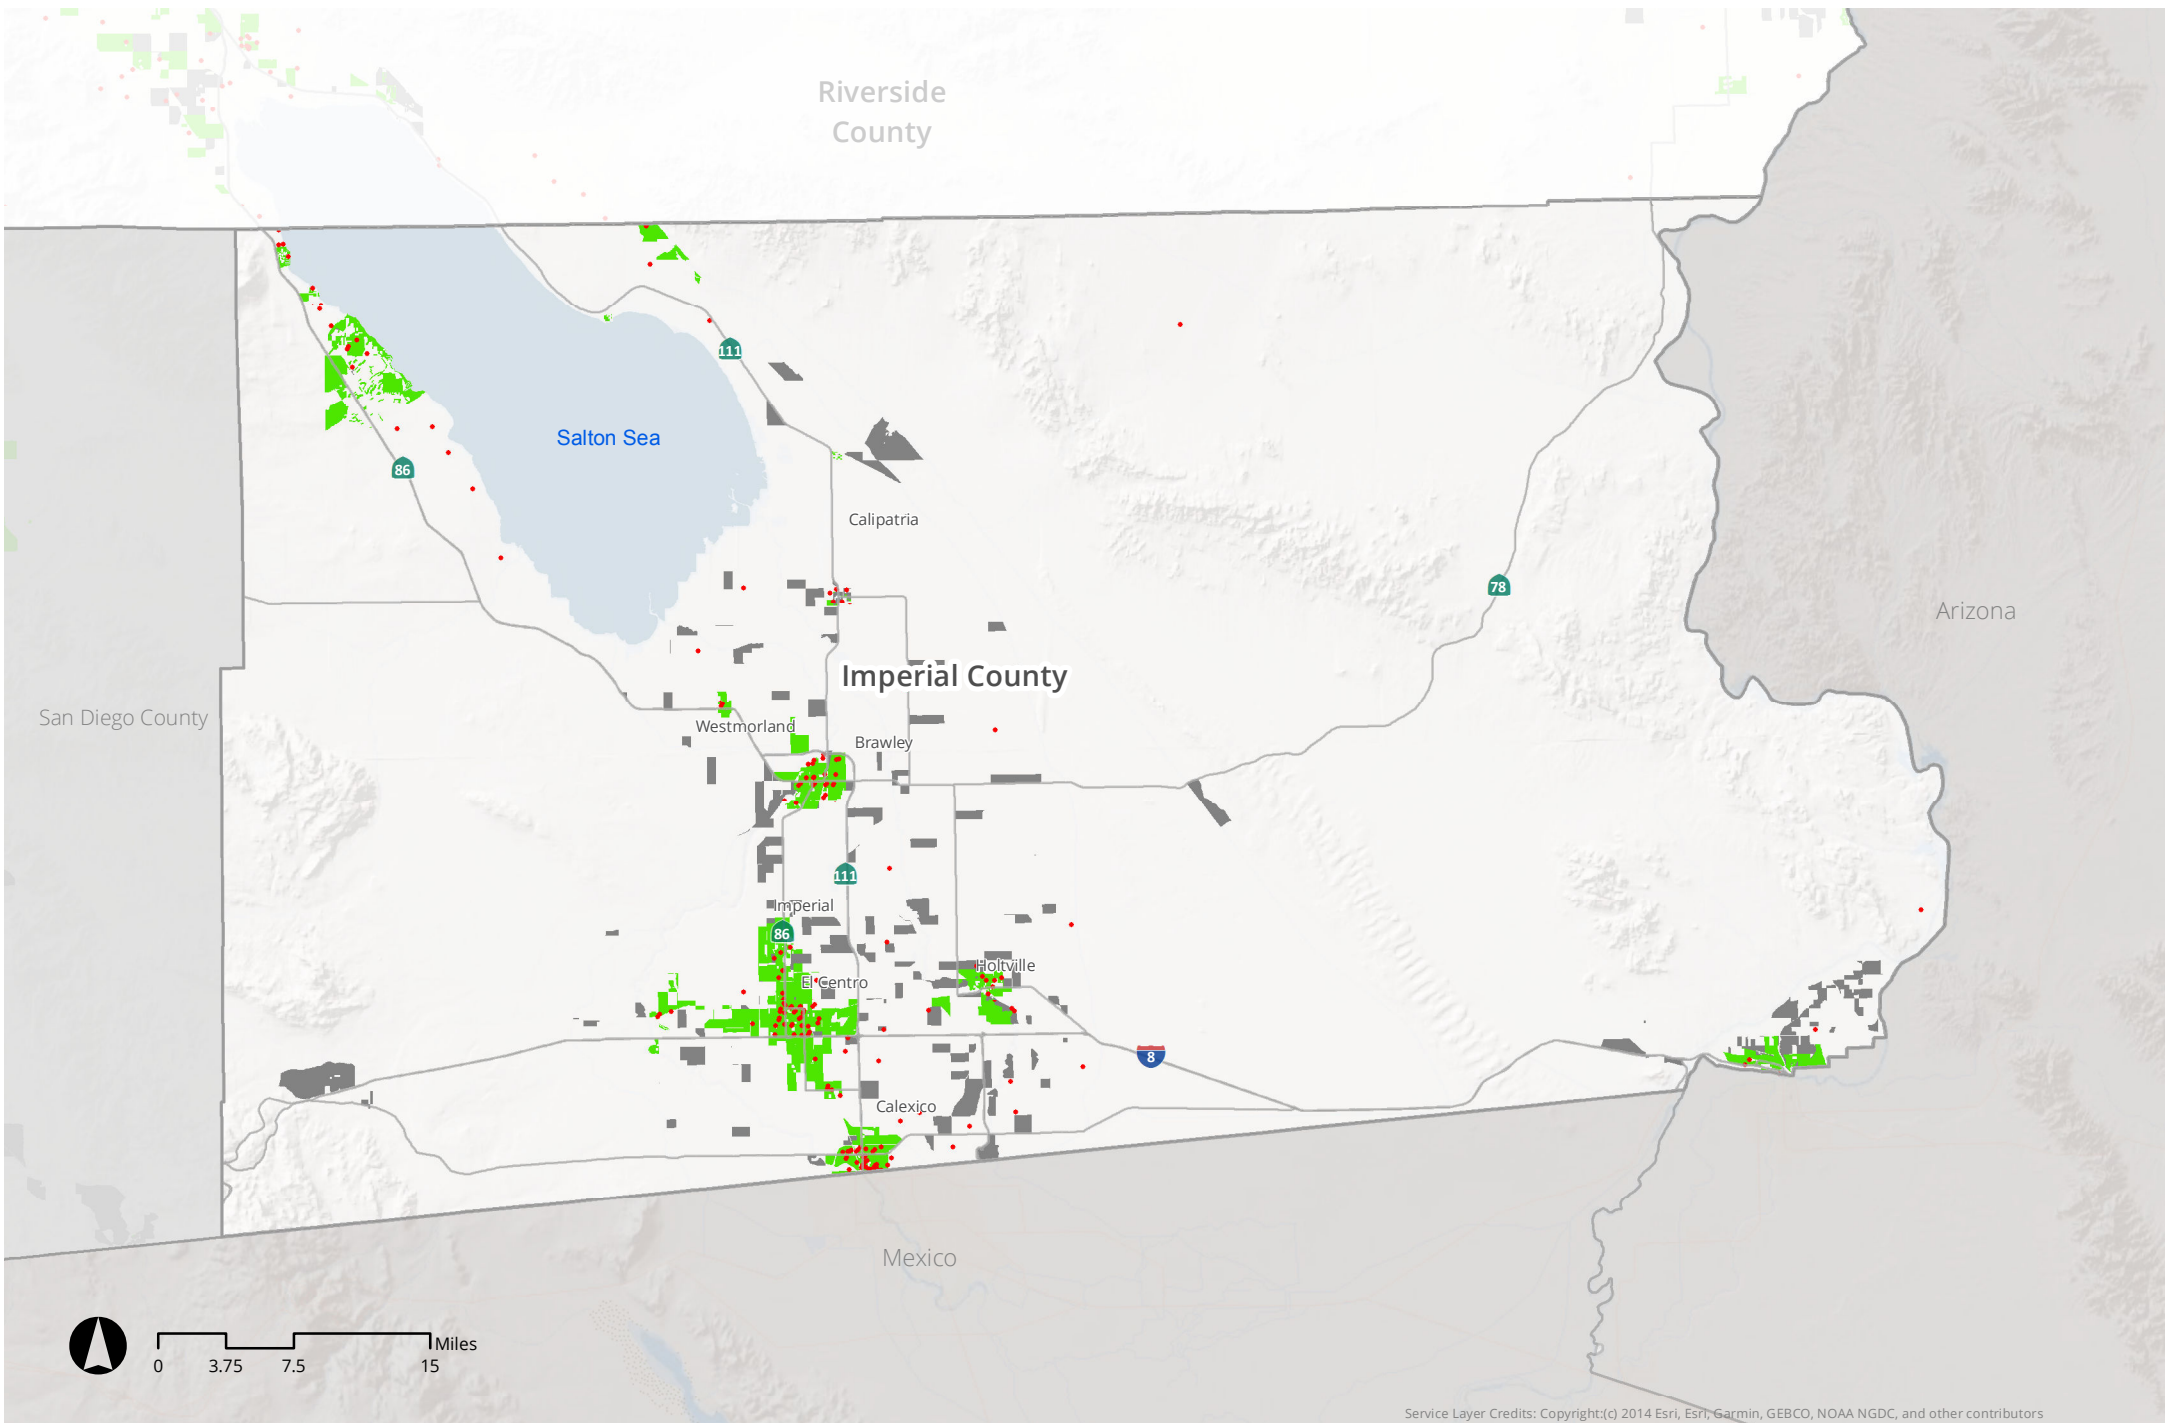 Riverside
County
111
Salton Sea
86
Calipatria
78
Arizona
Imperial County
San Diego County
Westmorland
Brawley
111
Imperial
86
Holtville
El Centro
8
Calexico
Mexico
Miles
0 3.75 7.5 15
Service Layer Credits: Copyright:(c) 2014 Esri, Esri, Garmin, GEBCO, NOAA NGDC, and other contributors